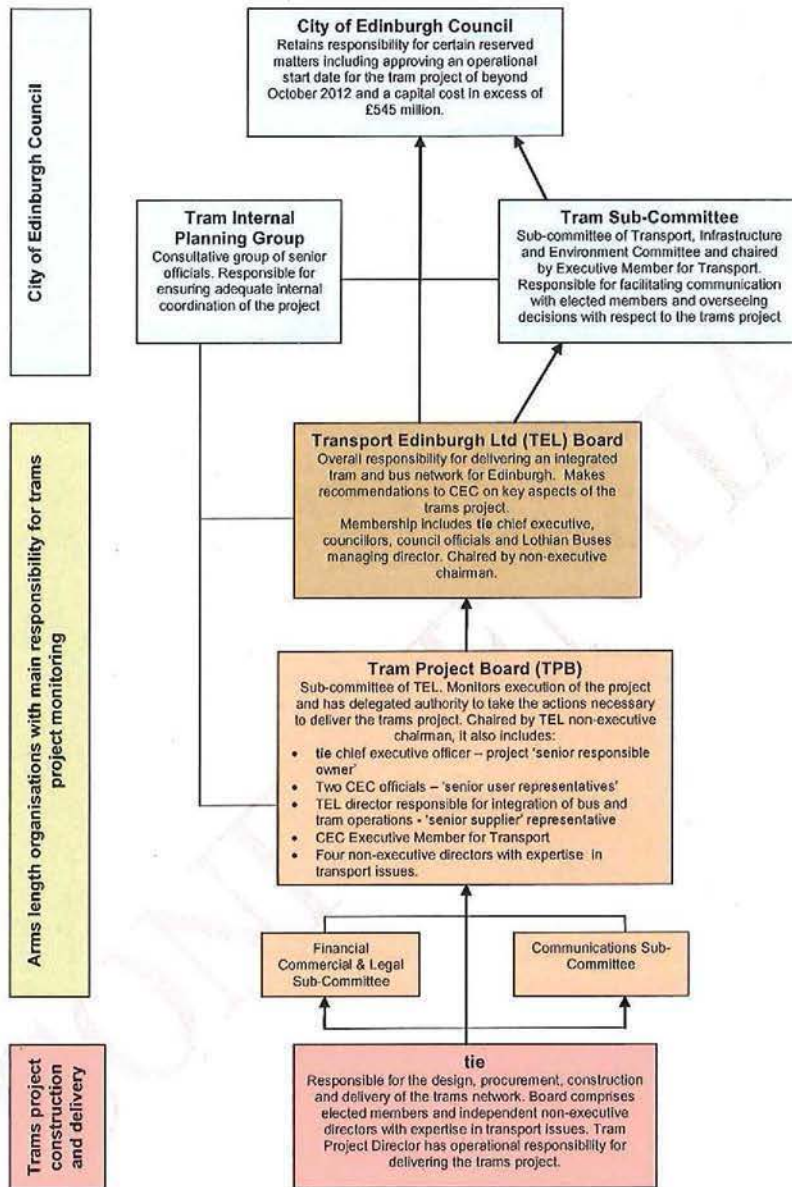 City of Edinburgh Council
City of Edinburgh Council
Retains responsibility for certain reserved
matters including approving an operational
start date for the tram project of beyond
October 2012 and a capital cost in excess of
£545 million.
Tram Internal
Planning Group
Consultative group of senior
officials. Responsible for
ensuring adequate internal
coordination of the project
Tram Sub-Committee
Sub-committee of Transport, Infrastructure
and Environment Committee and chaired
by Executive Member for Transport.
Responsible for facilitating communication
with elected members and overseeing
decisions with respect to the trams project
Arms length organisations with main responsibility for trams
project monitoring
Transport Edinburgh Ltd (TEL) Board
Overall responsibility for delivering an integrated
tram and bus network for Edinburgh. Makes
recommendations to CEC on key aspects of the
trams project.
Membership includes tie chief executive,
councillors, council officials and Lothian Buses
managing director. Chaired by non-executive
chairman.
Tram Project Board (TPB)
Sub-committee of TEL. Monitors execution of the project
and has delegated authority to take the actions necessary
to deliver the trams project. Chaired by TEL non-executive
chairman, it also includes:
• tie chief executive officer – project 'senior responsible
owner'
• Two CEC officials – 'senior user representatives'
• TEL director responsible for integration of bus and
tram operations - 'senior supplier' representative
• CEC Executive Member for Transport
• Four non-executive directors with expertise in
transport issues.
Financial
Commercial & Legal
Sub-Committee
Communications Sub-
Committee
Trams project
construction
and delivery
tie
Responsible for the design, procurement, construction
and delivery of the trams network. Board comprises
elected members and independent non-executive
directors with expertise in transport issues. Tram
Project Director has operational responsibility for
delivering the trams project.